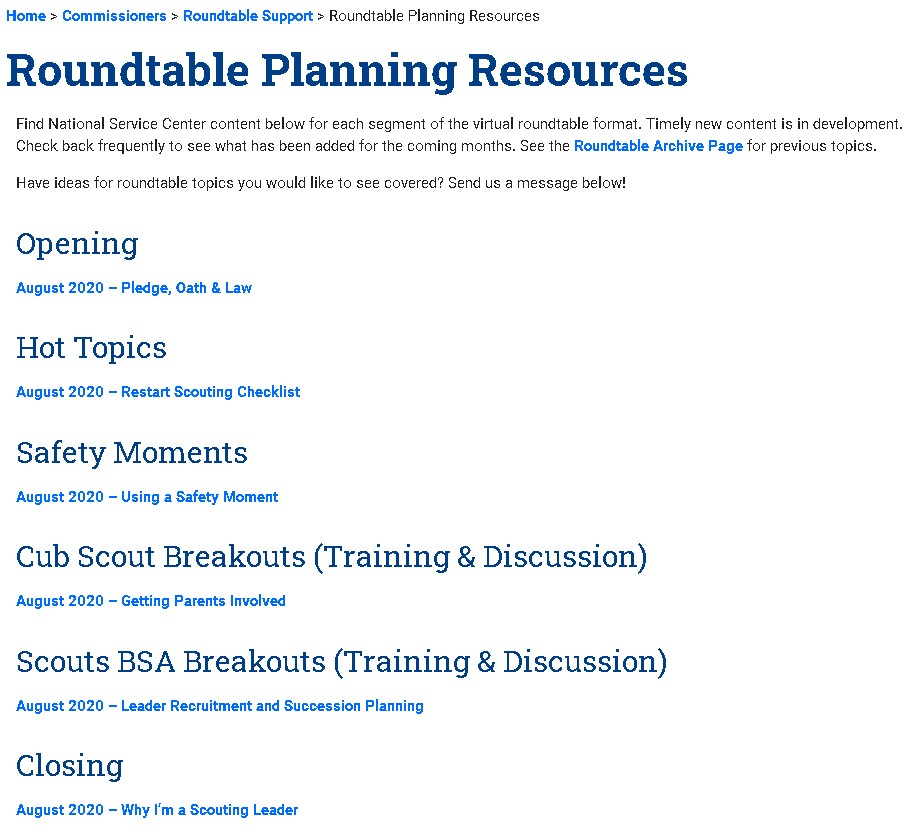 Home > Commissioners > Roundtable Support > Roundtable Planning Resources
Roundtable Planning Resources
Find National Service Center content below for each segment of the virtual roundtable format. Timely new content is in development.
Check back frequently to see what has been added for the coming months. See the Roundtable Archive Page for previous topics.
Have ideas for roundtable topics you would like to see covered? Send us a message below!
Opening
August 2020 – Pledge, Oath & Law
Hot Topics
August 2020 – Restart Scouting Checklist
Safety Moments
August 2020 – Using a Safety Moment
Cub Scout Breakouts (Training & Discussion)
August 2020 – Getting Parents Involved
Scouts BSA Breakouts (Training & Discussion)
August 2020 – Leader Recruitment and Succession Planning
Closing
August 2020 – Why I'm a Scouting Leader